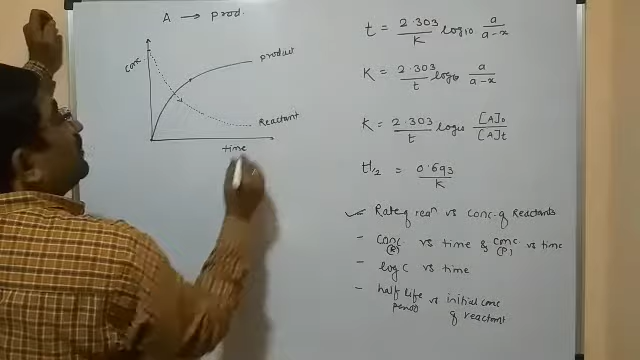 A → prod.
conc
product
Reactant
time
t = 2.303/K log10 a/a-x
K = 2.303/t log10 a/a-x
K = 2.303/t log10 [A]0/[A]t
t1/2 = 0.693/K
✓ Rate of rean vs conc. of Reactants
- conc (R) vs time & conc (P) vs time
- log c vs time
- half life period vs initial conc
of reactant